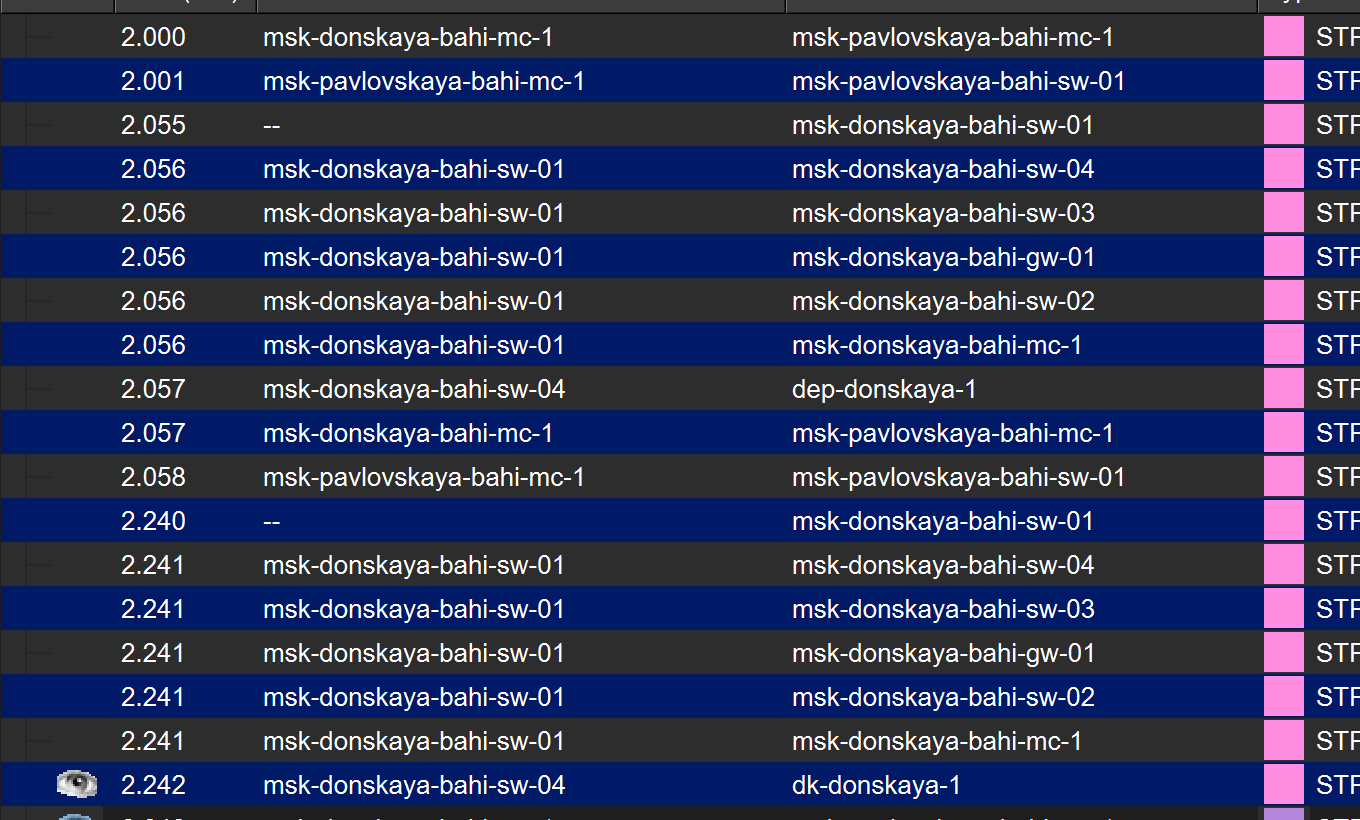 2.000 msk-donskaya-bahi-mc-1 msk-pavlovskaya-bahi-mc-1 STP
2.001 msk-pavlovskaya-bahi-mc-1 msk-pavlovskaya-bahi-sw-01 STP
2.055 -- msk-donskaya-bahi-sw-01 STP
2.056 msk-donskaya-bahi-sw-01 msk-donskaya-bahi-sw-04 STP
2.056 msk-donskaya-bahi-sw-01 msk-donskaya-bahi-sw-03 STP
2.056 msk-donskaya-bahi-sw-01 msk-donskaya-bahi-gw-01 STP
2.056 msk-donskaya-bahi-sw-01 msk-donskaya-bahi-sw-02 STP
2.056 msk-donskaya-bahi-sw-01 msk-donskaya-bahi-mc-1 STP
2.057 msk-donskaya-bahi-sw-04 dep-donskaya-1 STP
2.057 msk-donskaya-bahi-mc-1 msk-pavlovskaya-bahi-mc-1 STP
2.058 msk-pavlovskaya-bahi-mc-1 msk-pavlovskaya-bahi-sw-01 STP
2.240 -- msk-donskaya-bahi-sw-01 STP
2.241 msk-donskaya-bahi-sw-01 msk-donskaya-bahi-sw-04 STP
2.241 msk-donskaya-bahi-sw-01 msk-donskaya-bahi-sw-03 STP
2.241 msk-donskaya-bahi-sw-01 msk-donskaya-bahi-gw-01 STP
2.241 msk-donskaya-bahi-sw-01 msk-donskaya-bahi-sw-02 STP
2.241 msk-donskaya-bahi-sw-01 msk-donskaya-bahi-mc-1 STP
2.242 msk-donskaya-bahi-sw-04 dk-donskaya-1 STP